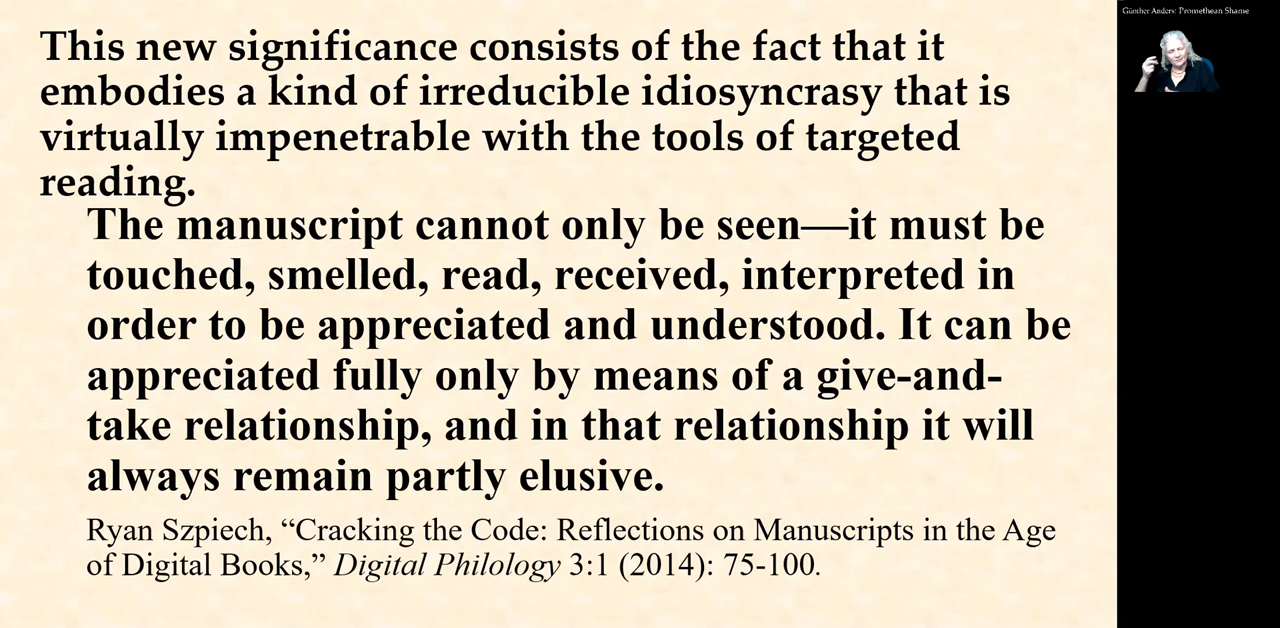 This new significance consists of the fact that it
embodies a kind of irreducible idiosyncrasy that is
virtually impenetrable with the tools of targeted
reading.
The manuscript cannot only be seen—it must be
touched, smelled, read, received, interpreted in
order to be appreciated and understood. It can be
appreciated fully only by means of a give-and-
take relationship, and in that relationship it will
always remain partly elusive.
Ryan Szpiech, “Cracking the Code: Reflections on Manuscripts in the Age
of Digital Books,” Digital Philology 3:1 (2014): 75-100.
Günther Anders: Promethean Shame